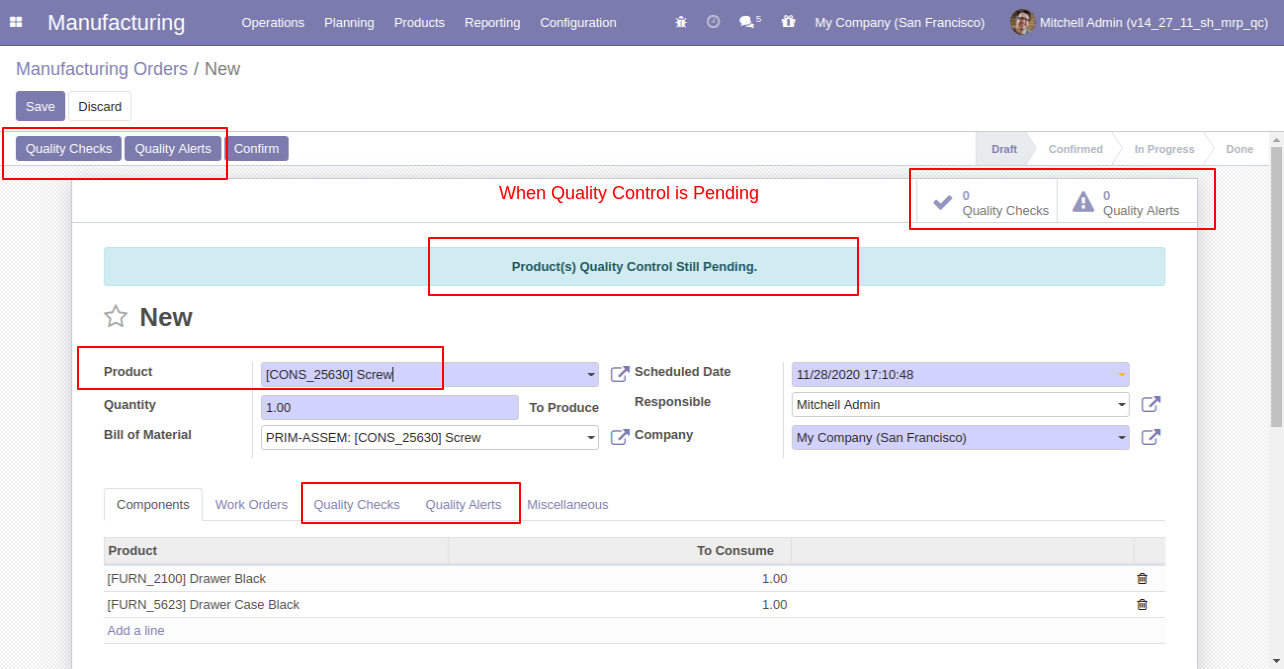 Manufacturing Operations Planning Products Reporting Configuration 5 My Company (San Francisco) Mitchell Admin (v14_27_11_sh_mrp_qc)
Manufacturing Orders / New
Save Discard
Quality Checks Quality Alerts Confirm Draft Confirmed In Progress Done
When Quality Control is Pending
0 Quality Checks
0 Quality Alerts
Product(s) Quality Control Still Pending.
New
Product [CONS_25630] Screw Scheduled Date 11/28/2020 17:10:48
Quantity 1.00 To Produce Responsible Mitchell Admin
Bill of Material PRIM-ASSEM: [CONS_25630] Screw Company My Company (San Francisco)
Components Work Orders Quality Checks Quality Alerts Miscellaneous
Product To Consume
[FURN_2100] Drawer Black 1.00
[FURN_5623] Drawer Case Black 1.00
Add a line